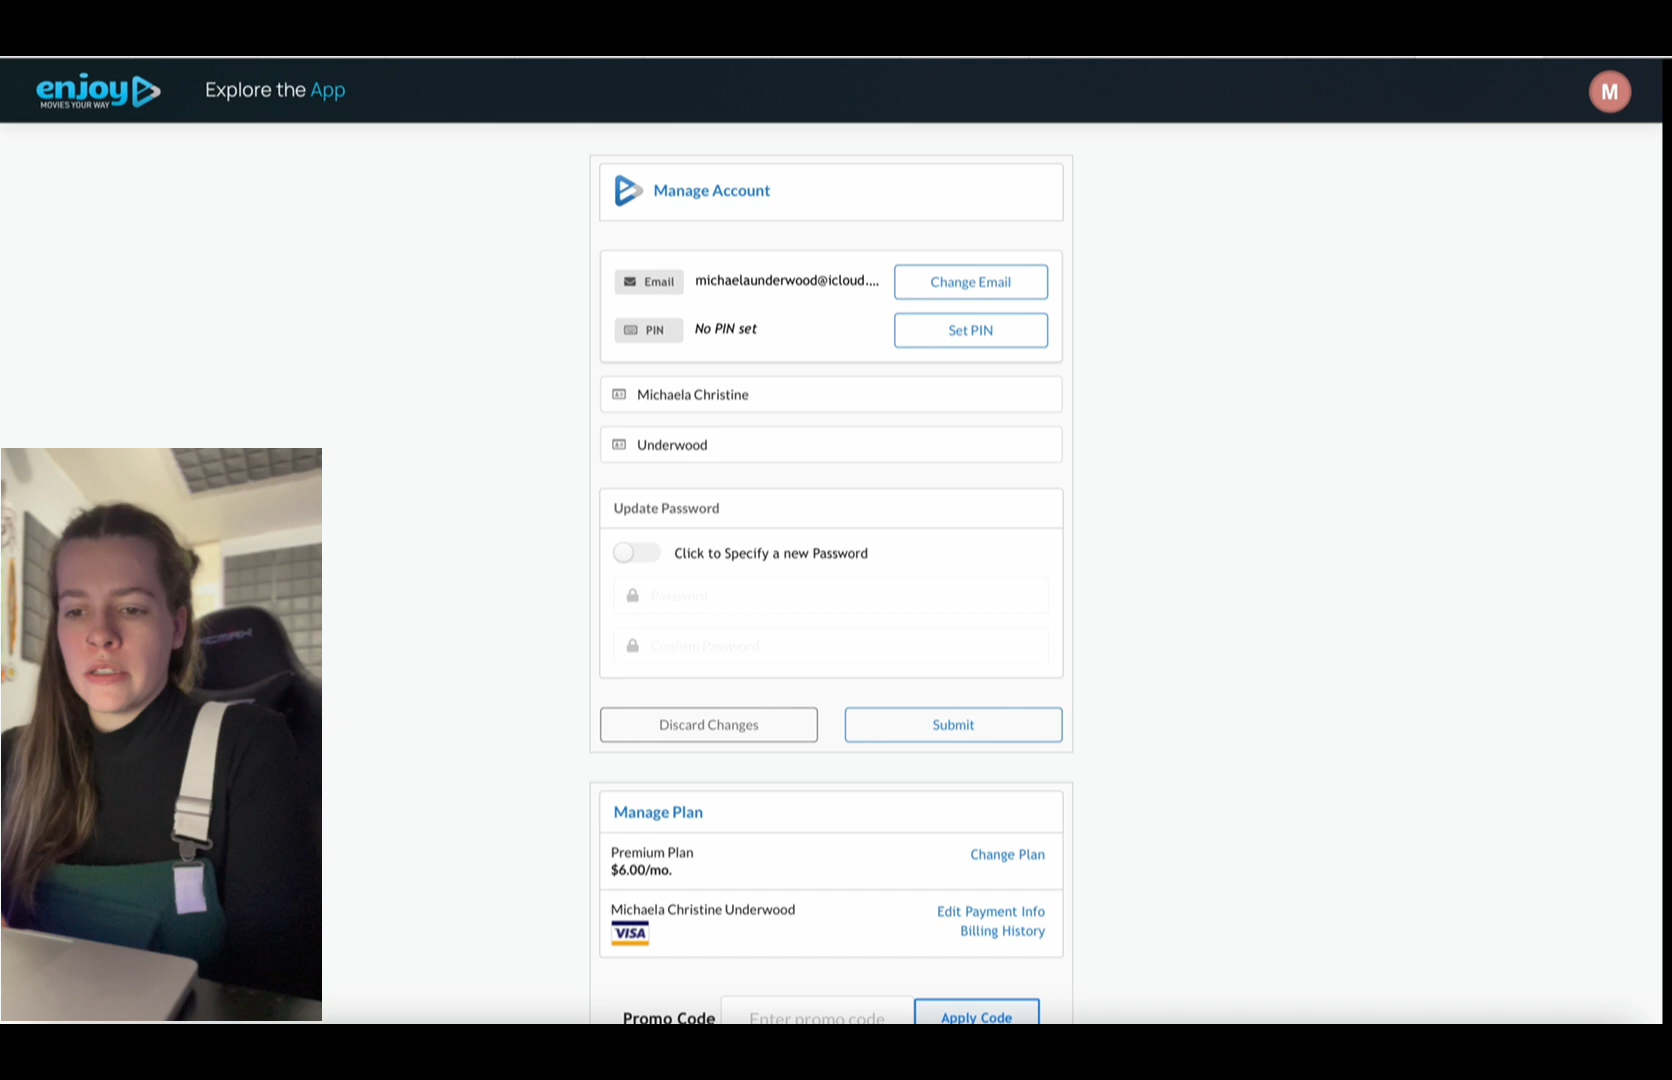 enjoy
MOVIES YOUR WAY
Explore the App
M
Manage Account
Email michaelaunderwood@icloud.... Change Email
PIN No PIN set Set PIN
Michaela Christine
Underwood
Update Password
Click to Specify a new Password
Password
Confirm Password
Discard Changes Submit
Manage Plan
Premium Plan Change Plan
$6.00/mo.
Michaela Christine Underwood Edit Payment Info
VISA Billing History
Promo Code Enter promo code Apply Code